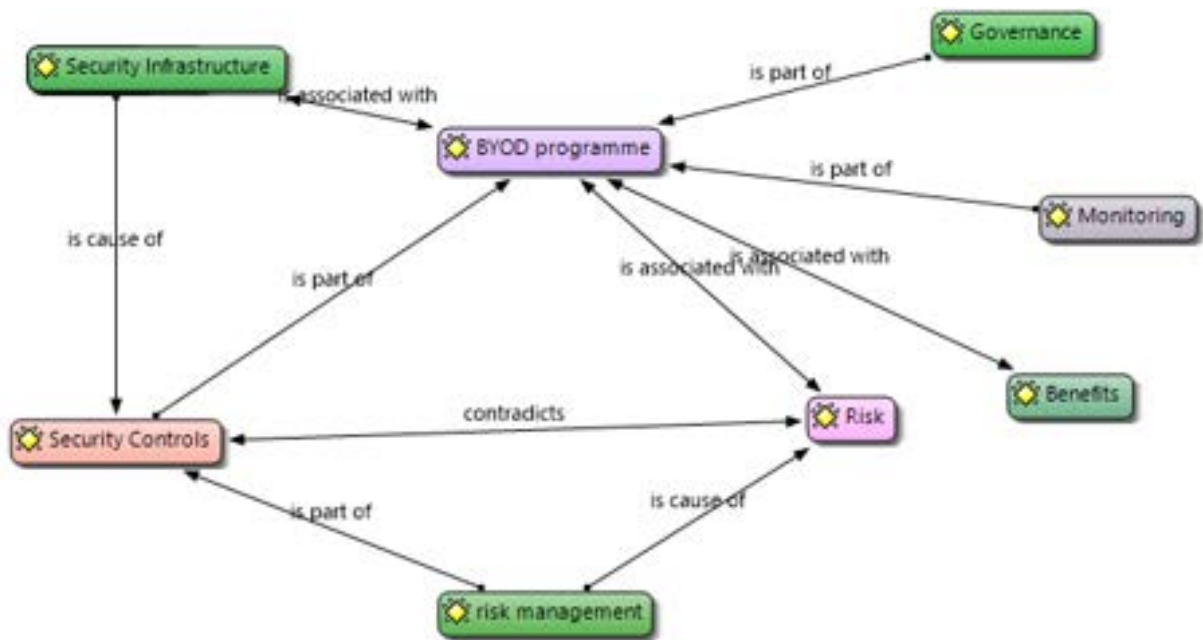 Governance
Security Infrastructure
is part of
is associated with
BYOD programme
is part of
Monitoring
is cause of
is part of
is associated with
is associated with
Benefits
contradicts
Risk
Security Controls
is part of
is cause of
risk management